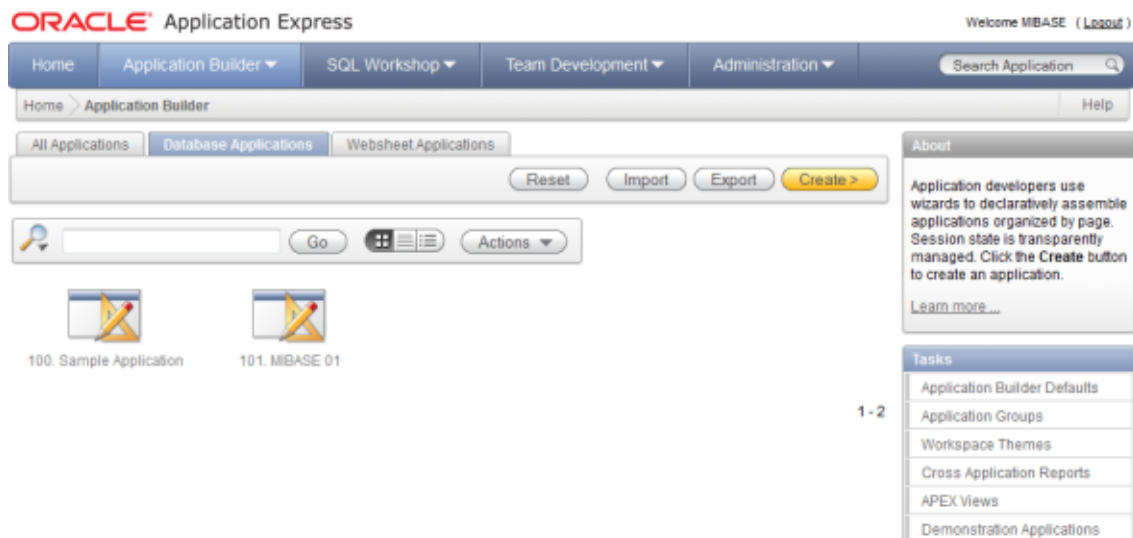 ORACLE Application Express
Welcome MIBASE ( Logout )
Home Application Builder SQL Workshop Team Development Administration Search Application
Home Application Builder Help
All Applications Database Applications Websheet Applications
Reset Import Export Create >
Go Actions
100. Sample Application 101. MIBASE 01
1 - 2
About
Application developers use
wizards to declaratively assemble
applications organized by page.
Session state is transparently
managed. Click the Create button
to create an application.
Learn more ...
Tasks
Application Builder Defaults
Application Groups
Workspace Themes
Cross Application Reports
APEX Views
Demonstration Applications